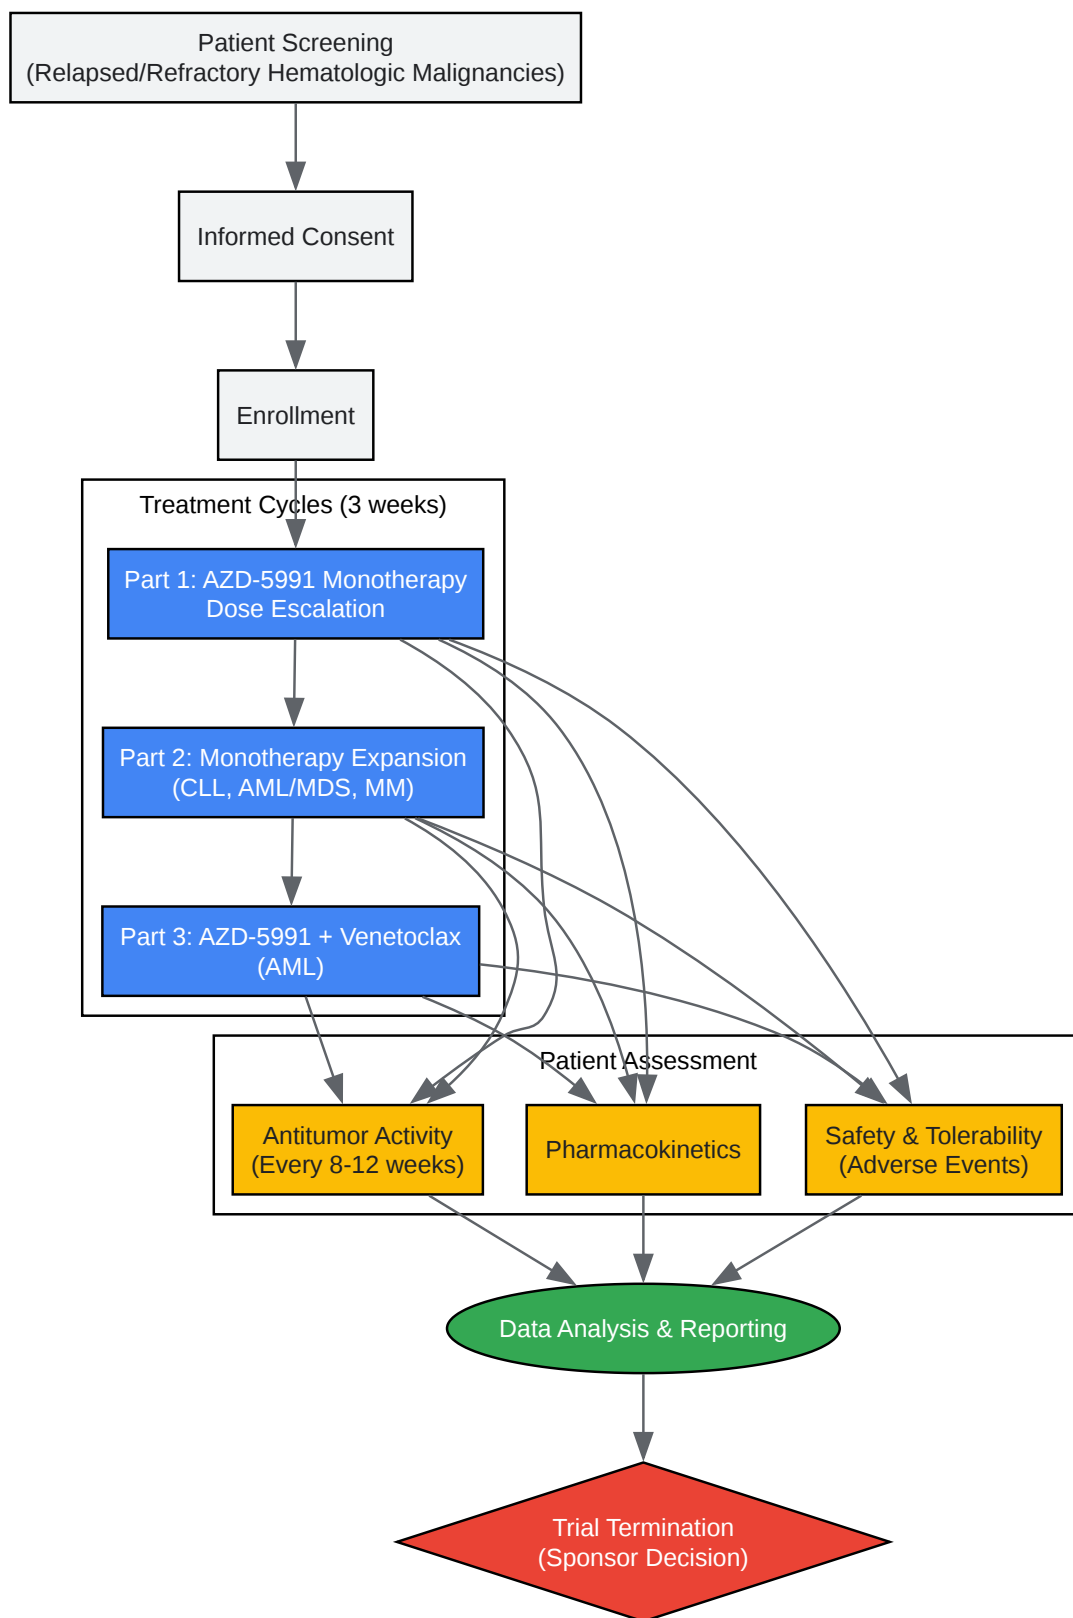 Patient Screening
(Relapsed/Refractory Hematologic Malignancies)
Informed Consent
Enrollment
Treatment Cycles (3 weeks)
Part 1: AZD-5991 Monotherapy
Dose Escalation
Part 2: Monotherapy Expansion
(CLL, AML/MDS, MM)
Part 3: AZD-5991 + Venetoclax
(AML)
Patient Assessment
Antitumor Activity
(Every 8-12 weeks)
Pharmacokinetics
Safety & Tolerability
(Adverse Events)
Data Analysis & Reporting
Trial Termination
(Sponsor Decision)